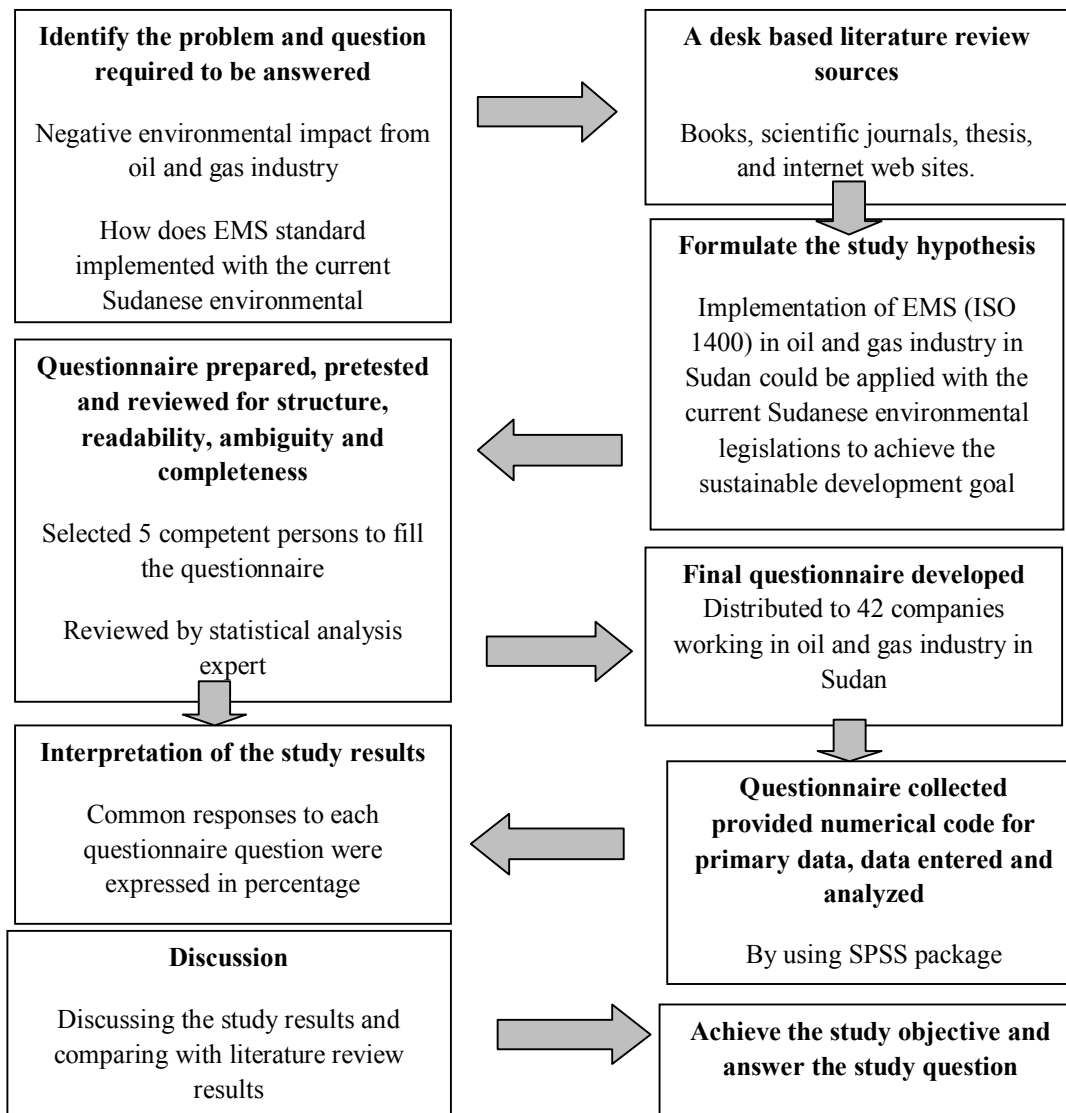 Identify the problem and question
required to be answered
Negative environmental impact from
oil and gas industry
How does EMS standard
implemented with the current
Sudanese environmental
A desk based literature review
sources
Books, scientific journals, thesis,
and internet web sites.
Formulate the study hypothesis
Implementation of EMS (ISO
1400) in oil and gas industry in
Sudan could be applied with the
current Sudanese environmental
legislations to achieve the
sustainable development goal
Questionnaire prepared, pretested
and reviewed for structure,
readability, ambiguity and
completeness
Selected 5 competent persons to fill
the questionnaire
Reviewed by statistical analysis
expert
Final questionnaire developed
Distributed to 42 companies
working in oil and gas industry in
Sudan
Questionnaire collected
provided numerical code for
primary data, data entered and
analyzed
By using SPSS package
Interpretation of the study results
Common responses to each
questionnaire question were
expressed in percentage
Discussion
Discussing the study results and
comparing with literature review
results
Achieve the study objective and
answer the study question